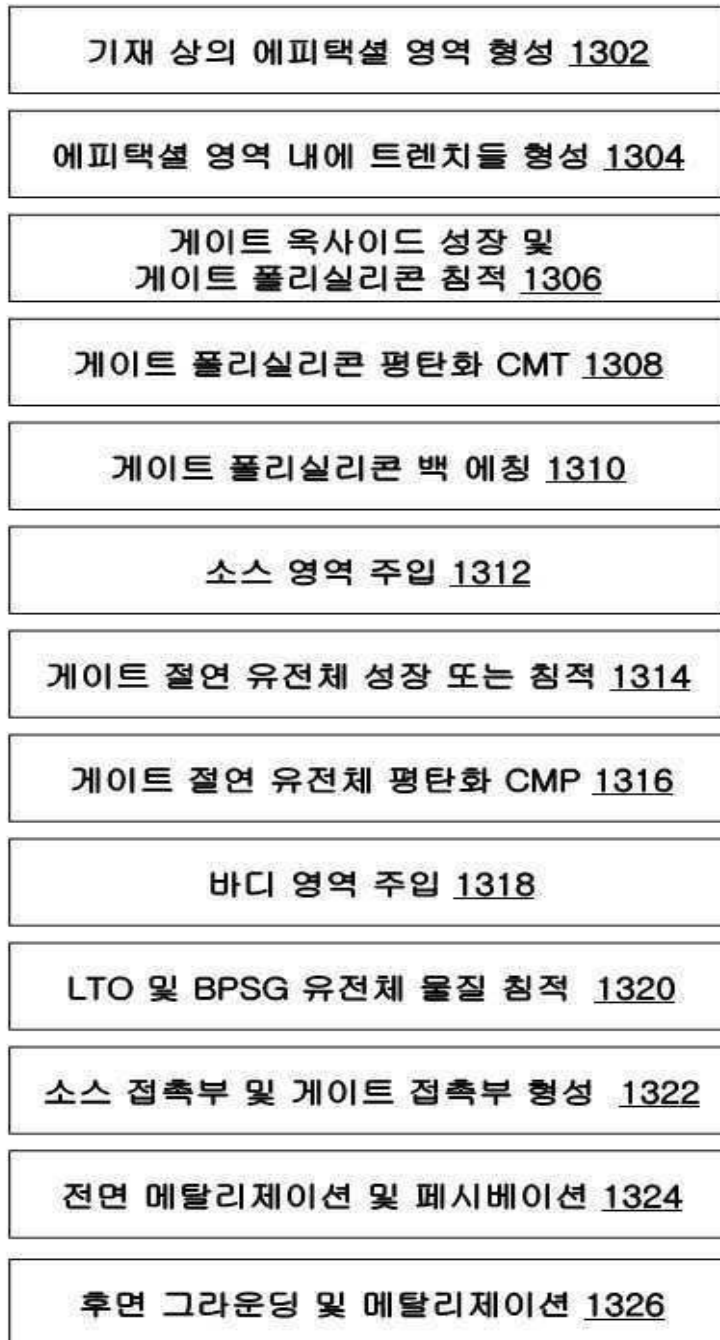 기재 상의 에피택셜 영역 형성 1302
에피택셜 영역 내에 트렌치들 형성 1304
게이트 옥사이드 성장 및
게이트 폴리실리콘 침적 1306
게이트 폴리실리콘 평탄화 CMT 1308
게이트 폴리실리콘 백 에칭 1310
소스 영역 주입 1312
게이트 절연 유전체 성장 또는 침적 1314
게이트 절연 유전체 평탄화 CMP 1316
바디 영역 주입 1318
LTO 및 BPSG 유전체 물질 침적 1320
소스 접촉부 및 게이트 접촉부 형성 1322
전면 메탈리제이션 및 페시베이션 1324
후면 그라운딩 및 메탈리제이션 1326